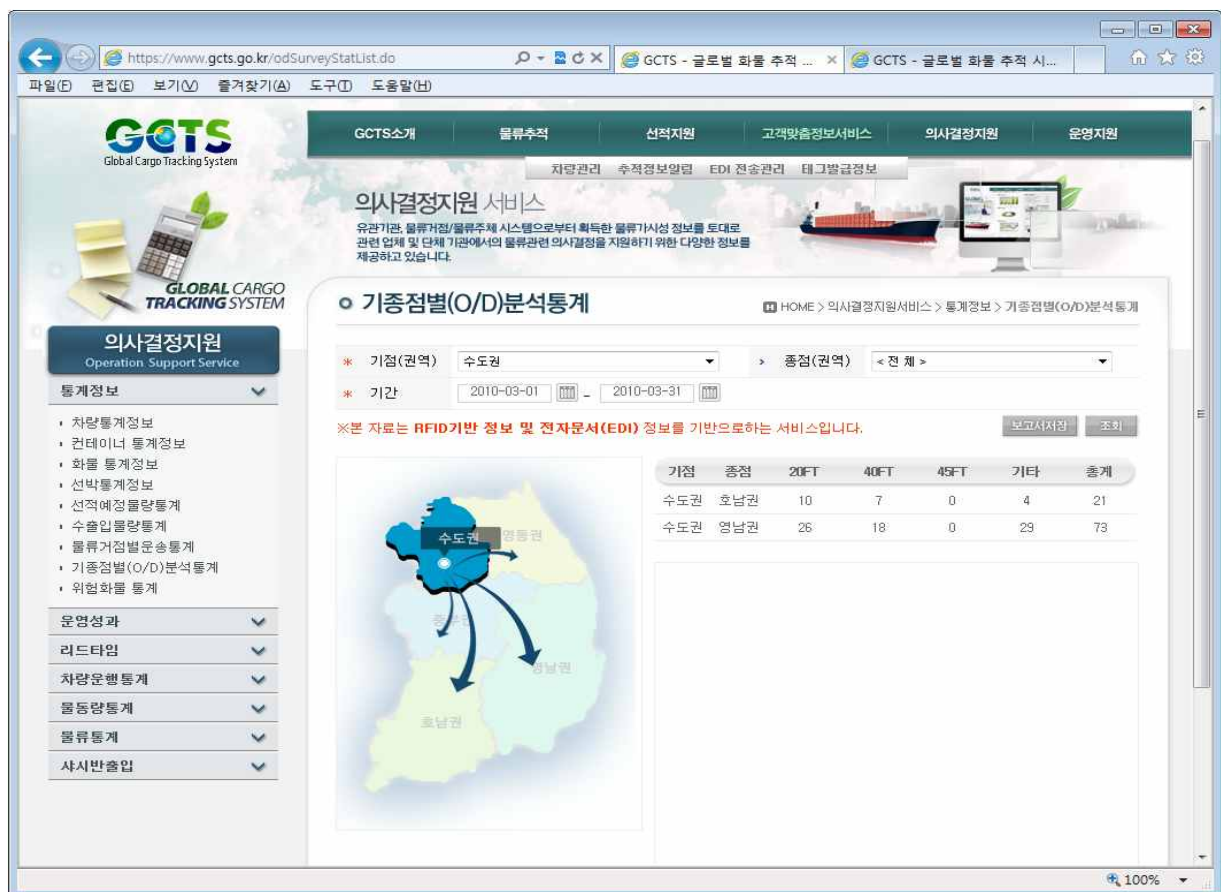 https://www.gcts.go.kr/odSurveyStatList.do
GCTS - 글로벌 화물 추적 ...
GCTS - 글로벌 화물 추적 시...
파일(F) 편집(E) 보기(V) 즐겨찾기(A) 도구(T) 도움말(H)
GCTS
Global Cargo Tracking System
GCTS소개 물류추적 선적지원 고객맞춤정보서비스 의사결정지원 운영지원
차량관리 추적정보알림 EDI 전송관리 태그발급정보
의사결정지원 서비스
유관기관, 물류거점/물류주체 시스템으로부터 획득한 물류가시성 정보를 토대로
관련 업체 및 단체 기관에서의 물류관련 의사결정을 지원하기 위한 다양한 정보를
제공하고 있습니다.
GLOBAL CARGO
TRACKING SYSTEM
기종점별(O/D)분석통계
HOME > 의사결정지원서비스 > 통계정보 > 기종점별(O/D)분석통계
의사결정지원
Operation Support Service
통계정보
차량통계정보
컨테이너 통계정보
화물 통계정보
선박통계정보
선적예정물량통계
수출입물량통계
물류거점별운송통계
기종점별(O/D)분석통계
위험화물 통계
운영성과
리드타임
차량운행통계
물동량통계
물류통계
샤시반출입
* 기점(권역) 수도권
종점(권역) < 전 체 >
* 기간 2010-03-01 - 2010-03-31
※본 자료는 RFID기반 정보 및 전자문서(EDI) 정보를 기반으로하는 서비스입니다.
보고서저장 조회
수도권
영동권
중부권
영남권
호남권
기점 종점 20FT 40FT 45FT 기타 총계
수도권 호남권 10 7 0 4 21
수도권 영남권 26 18 0 29 73
100%